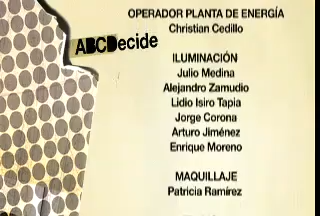 OPERADOR PLANTA DE ENERGÍA
Christian Cedillo
ABCDecide
ILUMINACIÓN
Julio Medina
Alejandro Zamudio
Lidio Isiro Tapia
Jorge Corona
Arturo Jiménez
Enrique Moreno
MAQUILLAJE
Patricia Ramírez